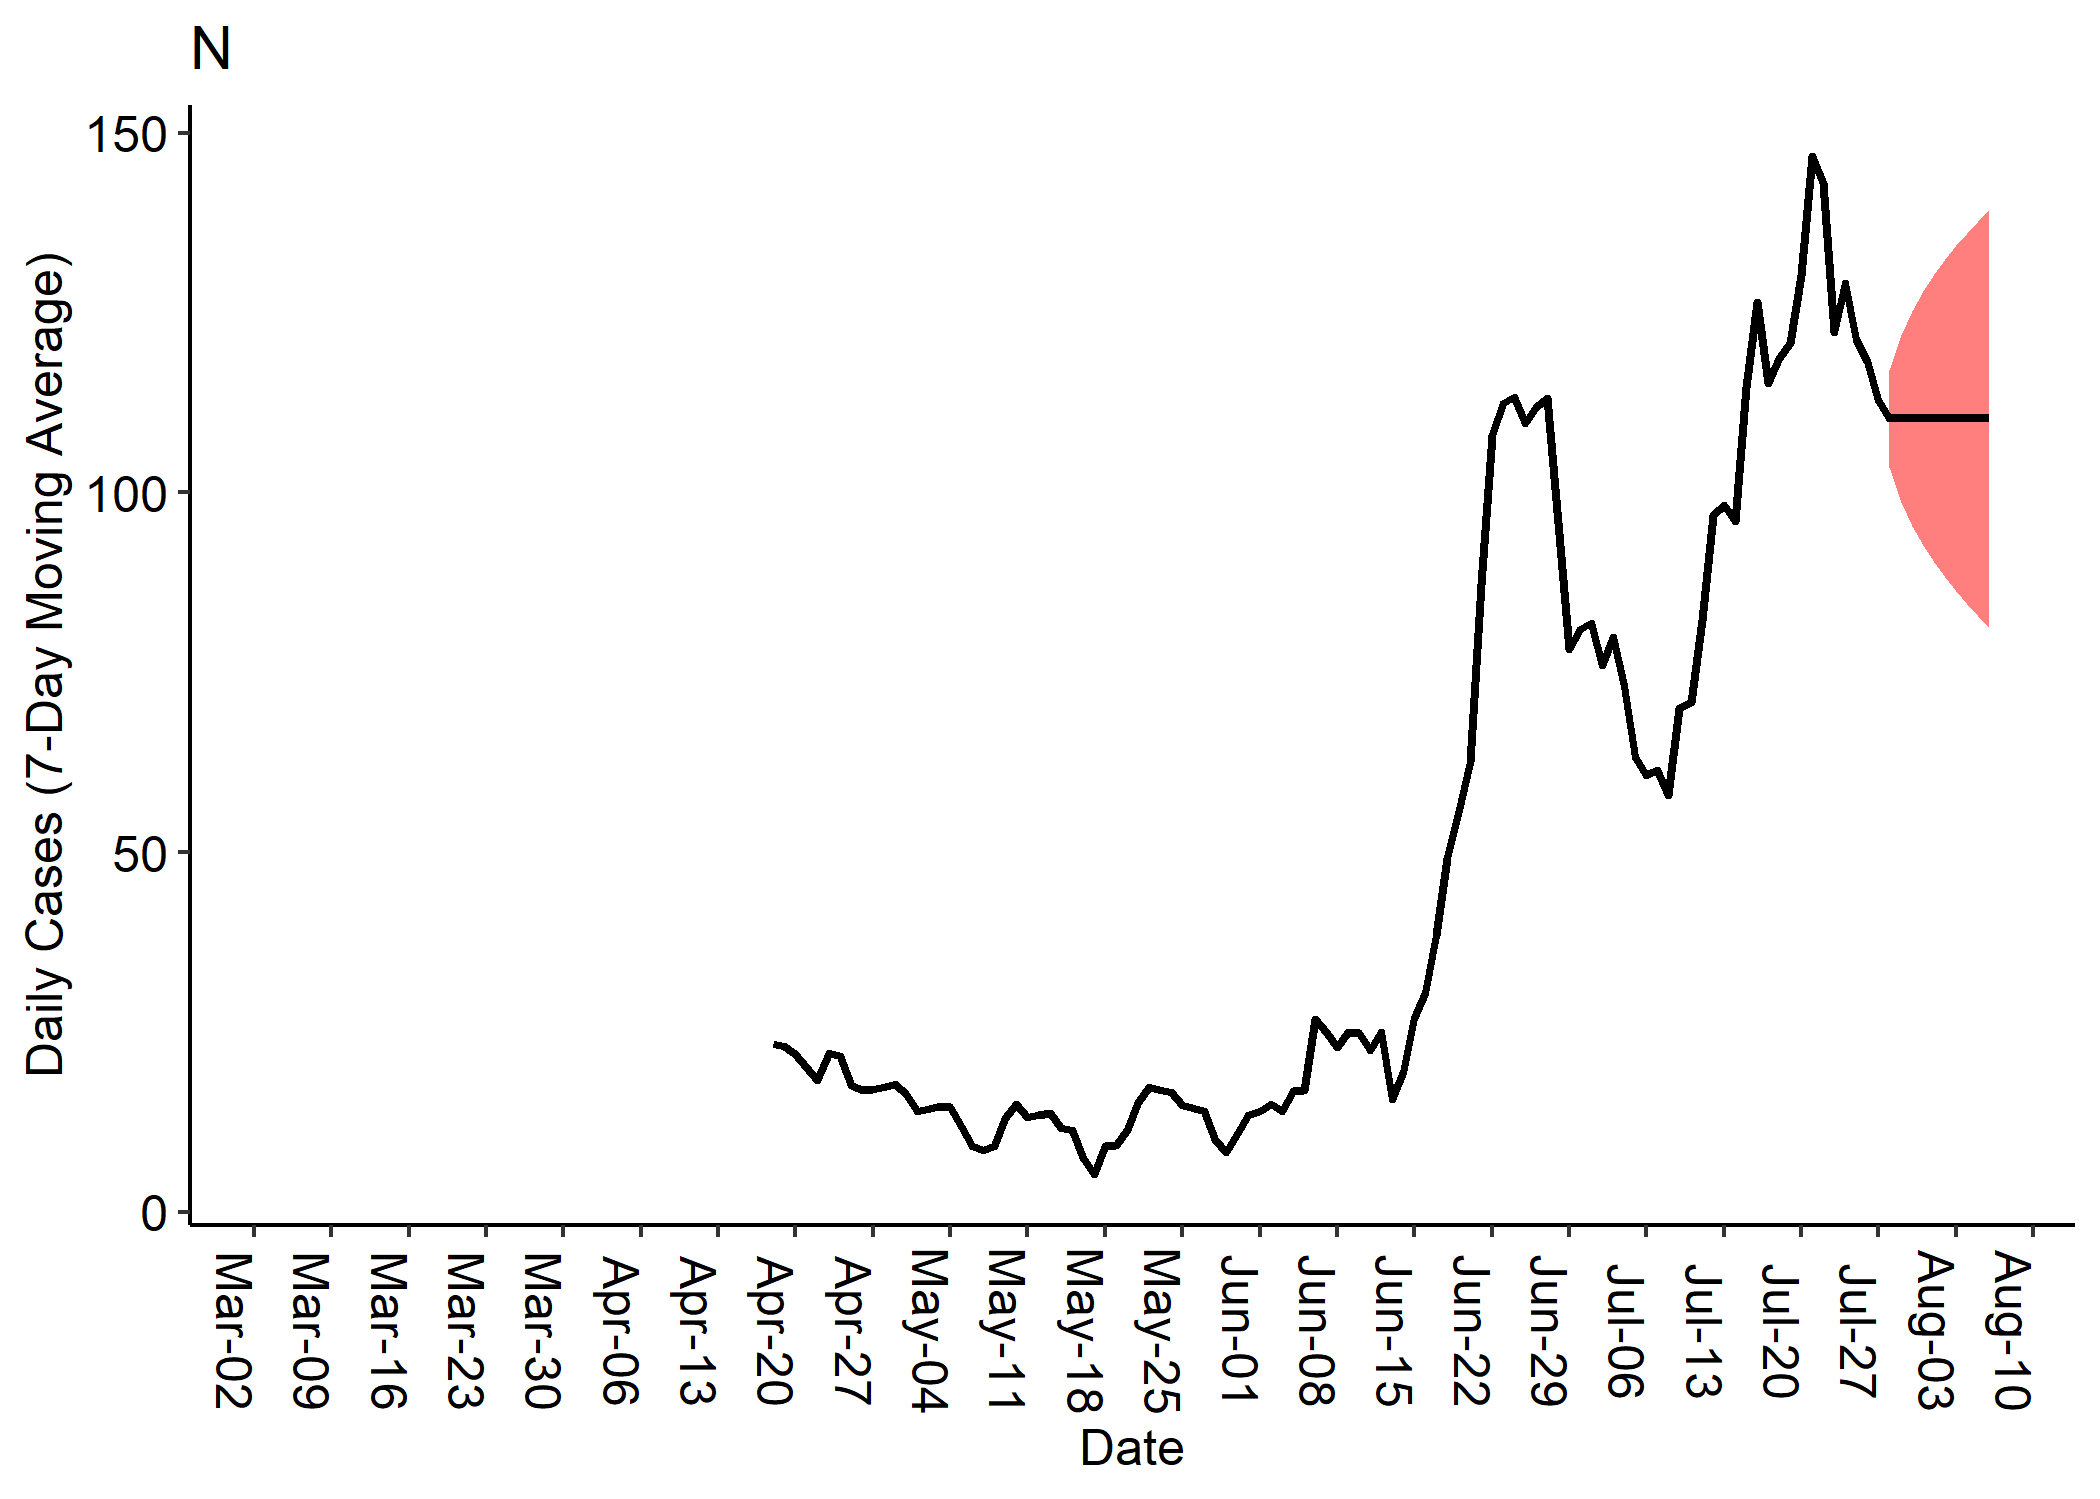 N
Daily Cases (7-Day Moving Average)
150
100
50
0
Mar-02
Mar-09
Mar-16
Mar-23
Mar-30
Apr-06
Apr-13
Apr-20
Apr-27
May-04
May-11
May-18
May-25
Jun-01
Jun-08
Jun-15
Jun-22
Jun-29
Jul-06
Jul-13
Jul-20
Jul-27
Aug-03
Aug-10
Date